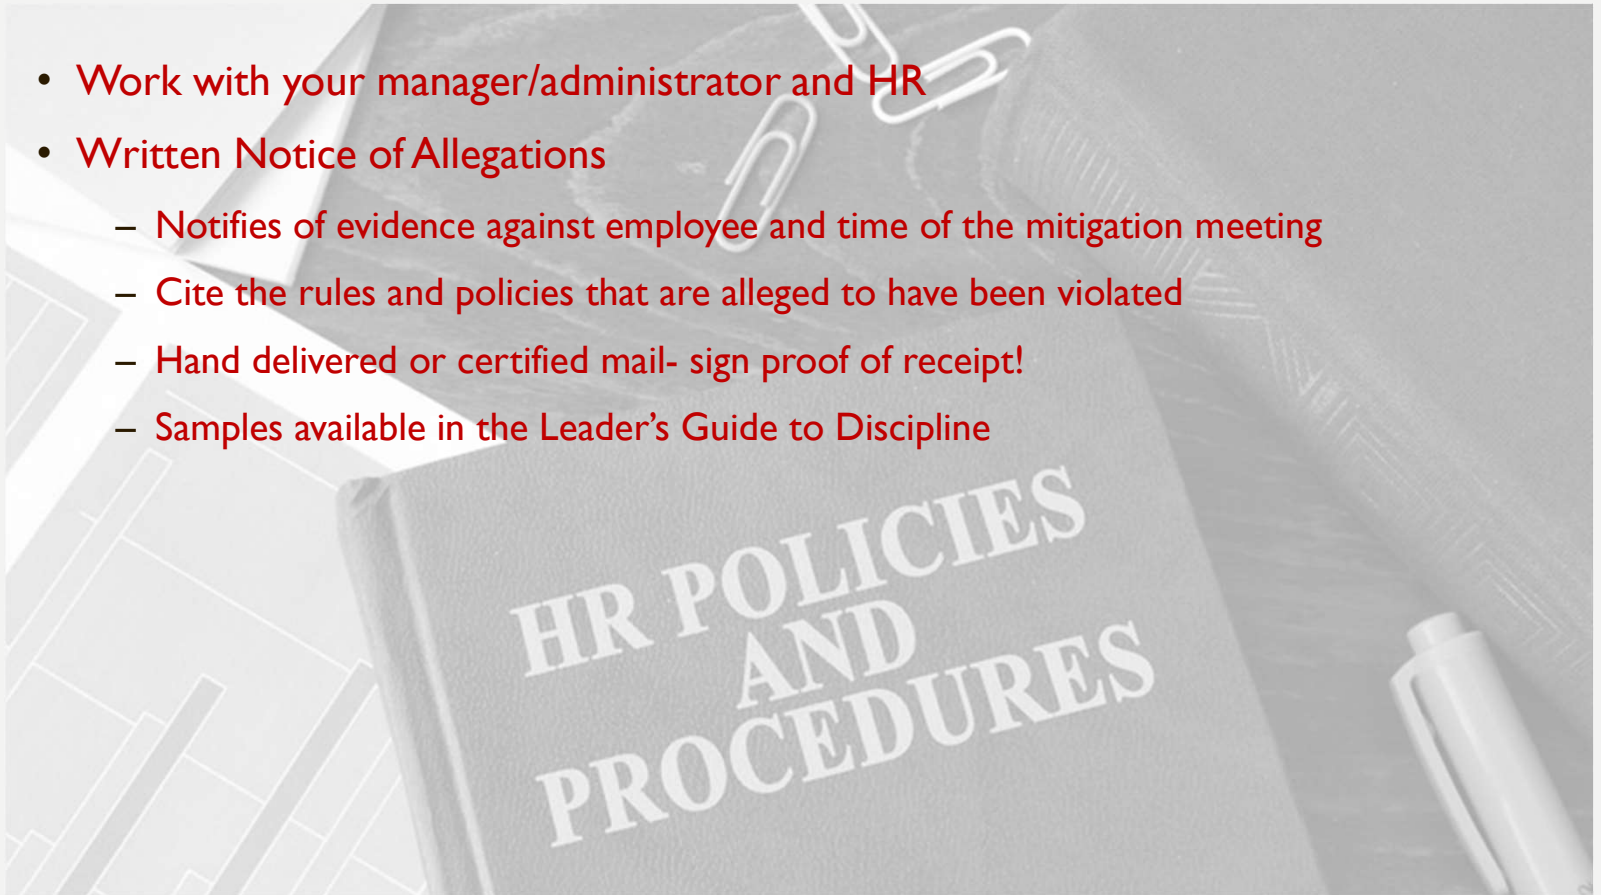 • Work with your manager/administrator and HR
• Written Notice of Allegations
– Notifies of evidence against employee and time of the mitigation meeting
– Cite the rules and policies that are alleged to have been violated
– Hand delivered or certified mail- sign proof of receipt!
– Samples available in the Leader’s Guide to Discipline
HR POLICIES
AND
PROCEDURES